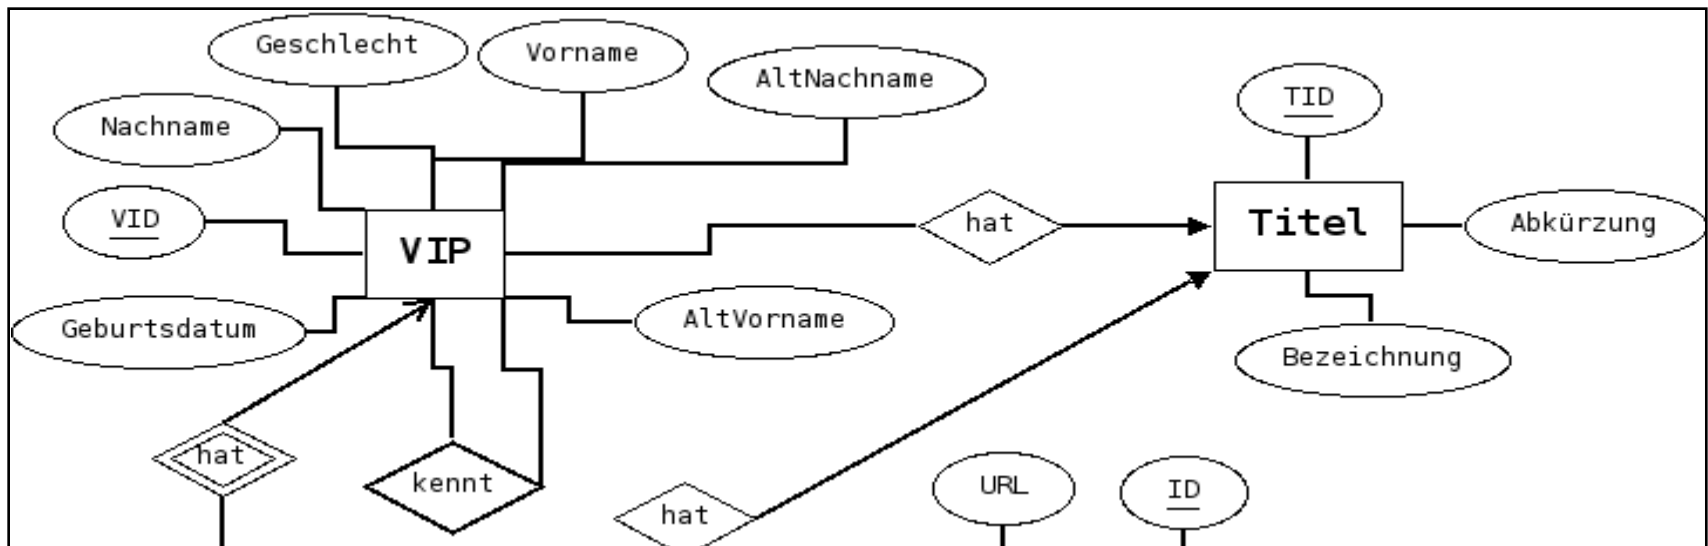 Geschlecht
Vorname
AltNachname
TID
Nachname
VID
VIP
hat
Titel
Abkürzung
Geburtsdatum
AltVorname
Bezeichnung
hat
kennt
hat
URL
ID